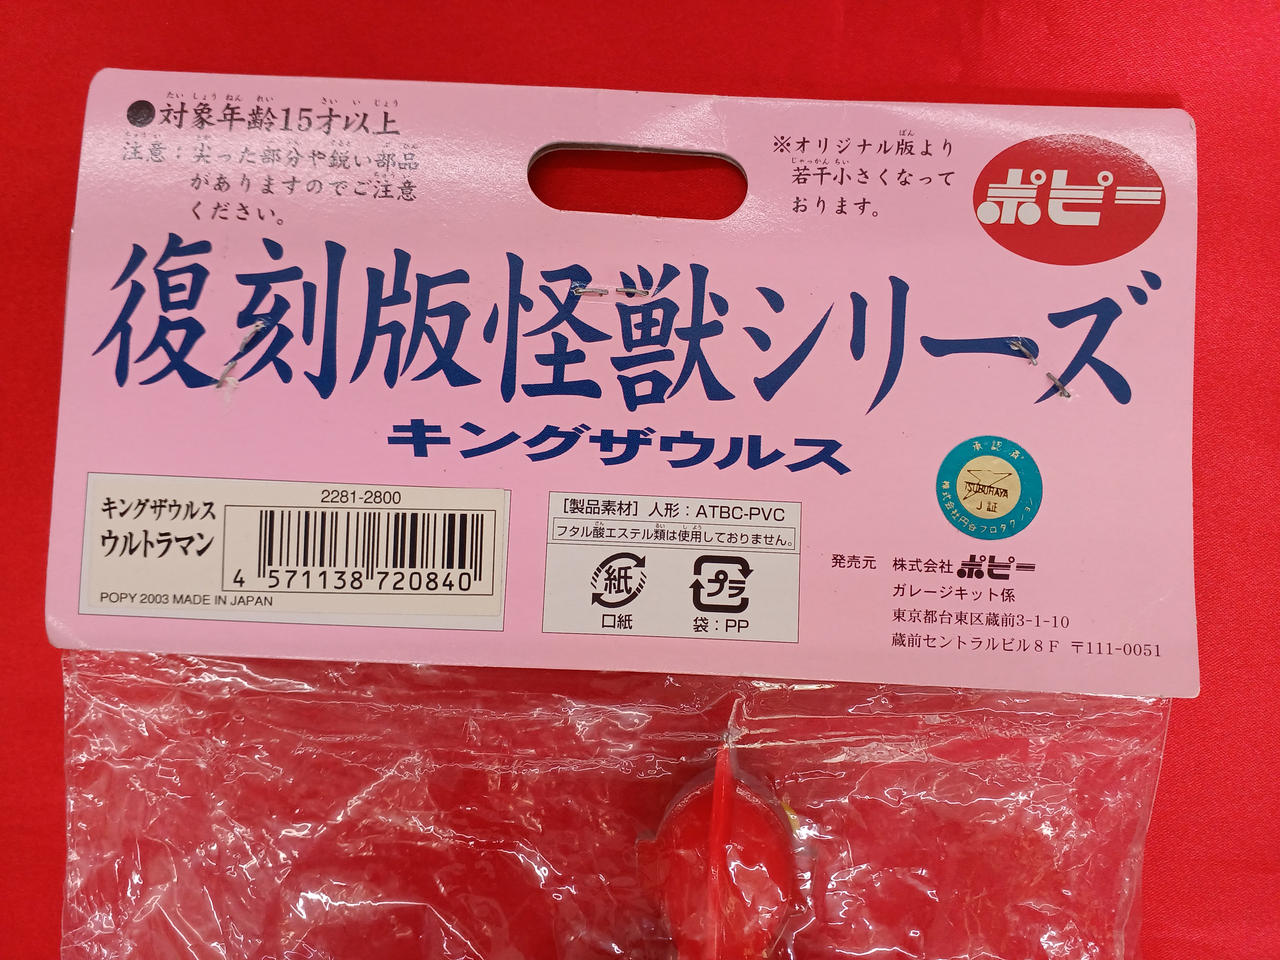 ●対象年齢15才以上
注意：尖った部分や鋭い部品
がありますのでご注意
ください。
※オリジナル版より
若干小さくなって
おります。
ポピー
復刻版怪獣シリーズ
キングザウルス
キングザウルス
ウルトラマン
2281-2800
4 571138 720840
POPY 2003 MADE IN JAPAN
［製品素材］人形：ATBC-PVC
フタル酸エステル類は使用しておりません。
紙
プラ
口紙
袋：PP
承認済
TSUBURAYA
J証
株式会社円谷プロダクション
発売元 株式会社ポピー
ガレージキット係
東京都台東区蔵前3-1-10
蔵前セントラルビル8F 〒111-0051